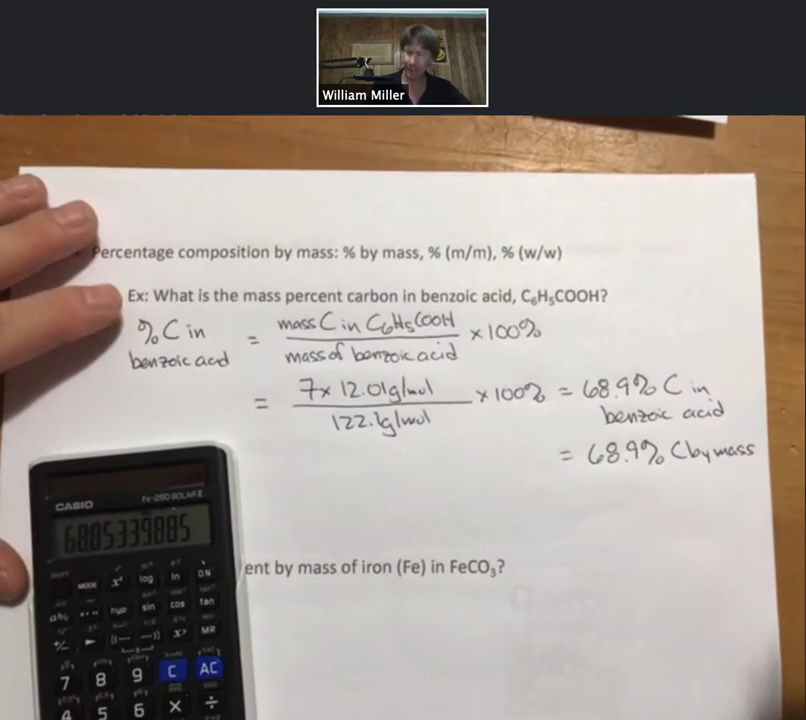 William Miller
Percentage composition by mass: % by mass, % (m/m), % (w/w)
Ex: What is the mass percent carbon in benzoic acid, C₆H₅COOH?
%C in benzoic acid = mass C in C₆H₅COOH / mass of benzoic acid × 100%
= 7 × 12.01g/mol / 122.1g/mol × 100% = 68.9% C in benzoic acid
= 68.9% C by mass
CASIO fx-260 SOLAR II
68.85339885
ent by mass of iron (Fe) in FeCO₃?
MODE log ln ON
hyp sin cos tan
MR
7 8 9 C AC
4 5 6 × ÷